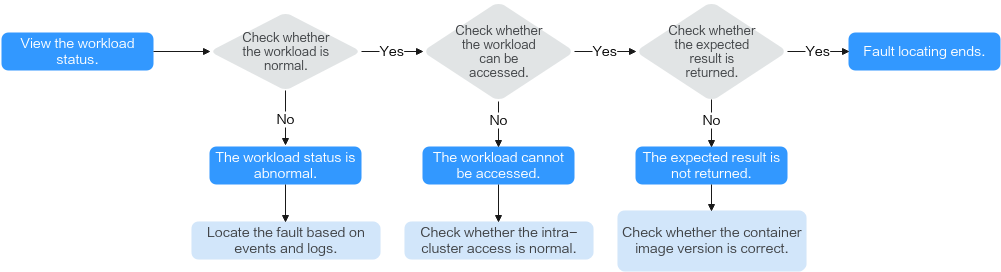 View the workload
status.
Check whether
the workload is
normal.
Yes
Check whether
the workload
can be
accessed.
Yes
Check whether
the expected
result is
returned.
Yes
Fault locating ends.
No
No
No
The workload status is
abnormal.
The workload cannot
be accessed.
The expected result is
not returned.
Locate the fault based on
events and logs.
Check whether the intra-
cluster access is normal.
Check whether the container
image version is correct.